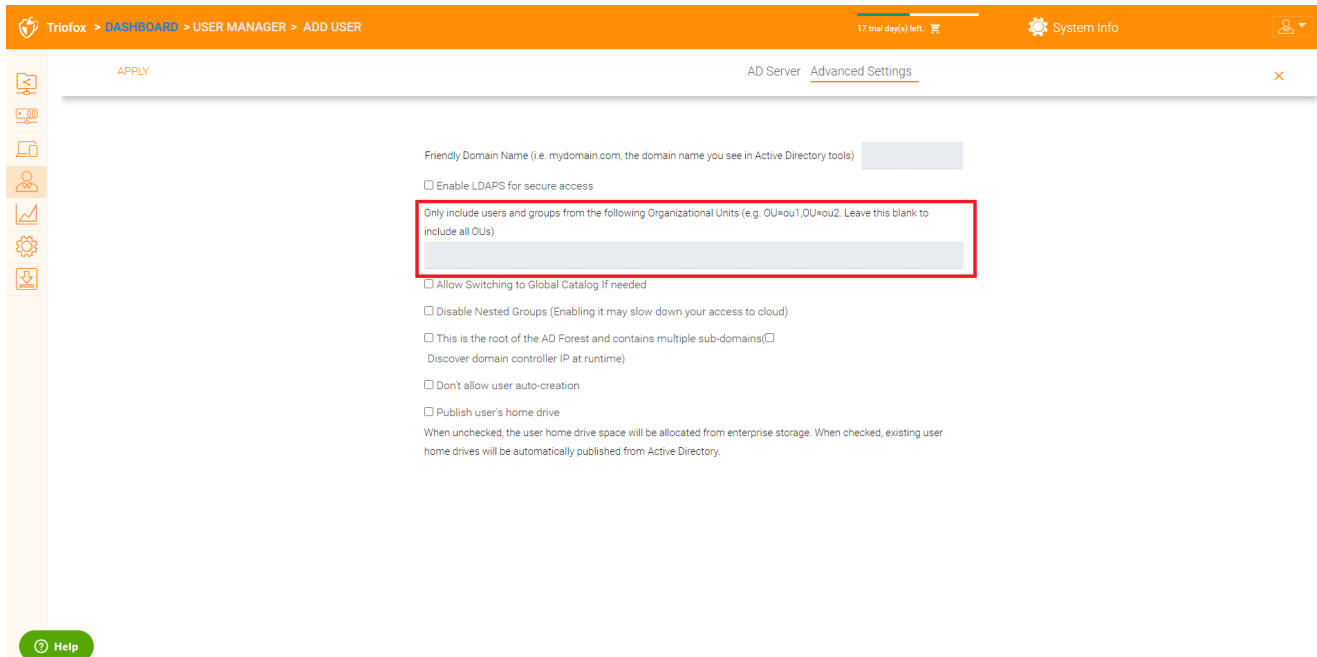 Triofox > DASHBOARD > USER MANAGER > ADD USER
17 trial day(s) left.
System Info
APPLY
AD Server Advanced Settings
Friendly Domain Name (i.e. mydomain.com, the domain name you see in Active Directory tools)
Enable LDAPS for secure access
Only include users and groups from the following Organizational Units (e.g. OU=ou1,OU=ou2. Leave this blank to
include all OUs)
Allow Switching to Global Catalog If needed
Disable Nested Groups (Enabling it may slow down your access to cloud)
This is the root of the AD Forest and contains multiple sub-domains(
Discover domain controller IP at runtime)
Don't allow user auto-creation
Publish user's home drive
When unchecked, the user home drive space will be allocated from enterprise storage. When checked, existing user
home drives will be automatically published from Active Directory.
Help